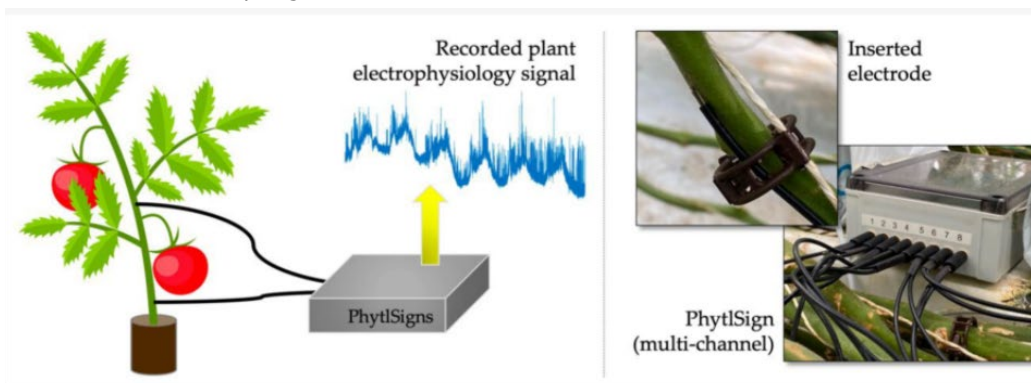 Recorded plant
electrophysiology signal
PhytlSigns
Inserted
electrode
1 2 3 4 5 6 7 8
PhytlSign
(multi-channel)